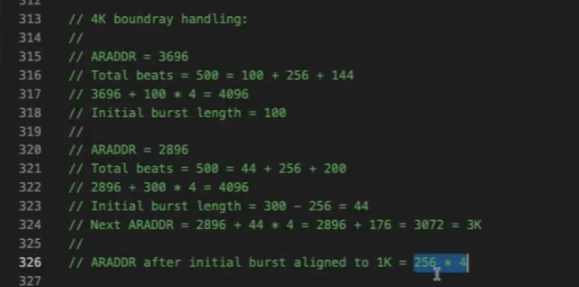 312
313 // 4K boundray handling:
314 //
315 // ARADDR = 3696
316 // Total beats = 500 = 100 + 256 + 144
317 // 3696 + 100 * 4 = 4096
318 // Initial burst length = 100
319 //
320 // ARADDR = 2896
321 // Total beats = 500 = 44 + 256 + 200
322 // 2896 + 300 * 4 = 4096
323 // Initial burst length = 300 - 256 = 44
324 // Next ARADDR = 2896 + 44 * 4 = 2896 + 176 = 3072 = 3K
325 //
326 // ARADDR after initial burst aligned to 1K = 256 * 4
327